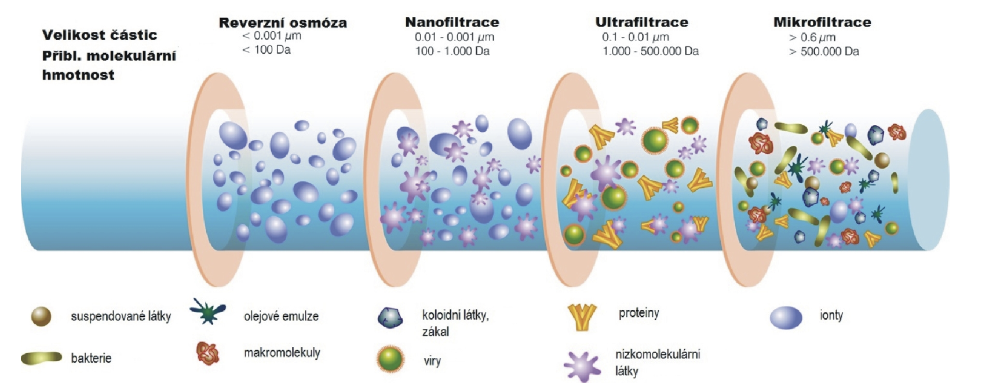 Velikost částic
Přibl. molekulární
hmotnost
Reverzní osmóza
< 0.001 µm
< 100 Da
Nanofiltrace
0.01 - 0.001 µm
100 - 1.000 Da
Ultrafiltrace
0.1 - 0.01 µm
1.000 - 500.000 Da
Mikrofiltrace
> 0.6 µm
> 500.000 Da
suspendované látky
olejové emulze
koloidní látky,
zákal
proteiny
ionty
bakterie
makromolekuly
viry
nízkomolekulární
látky